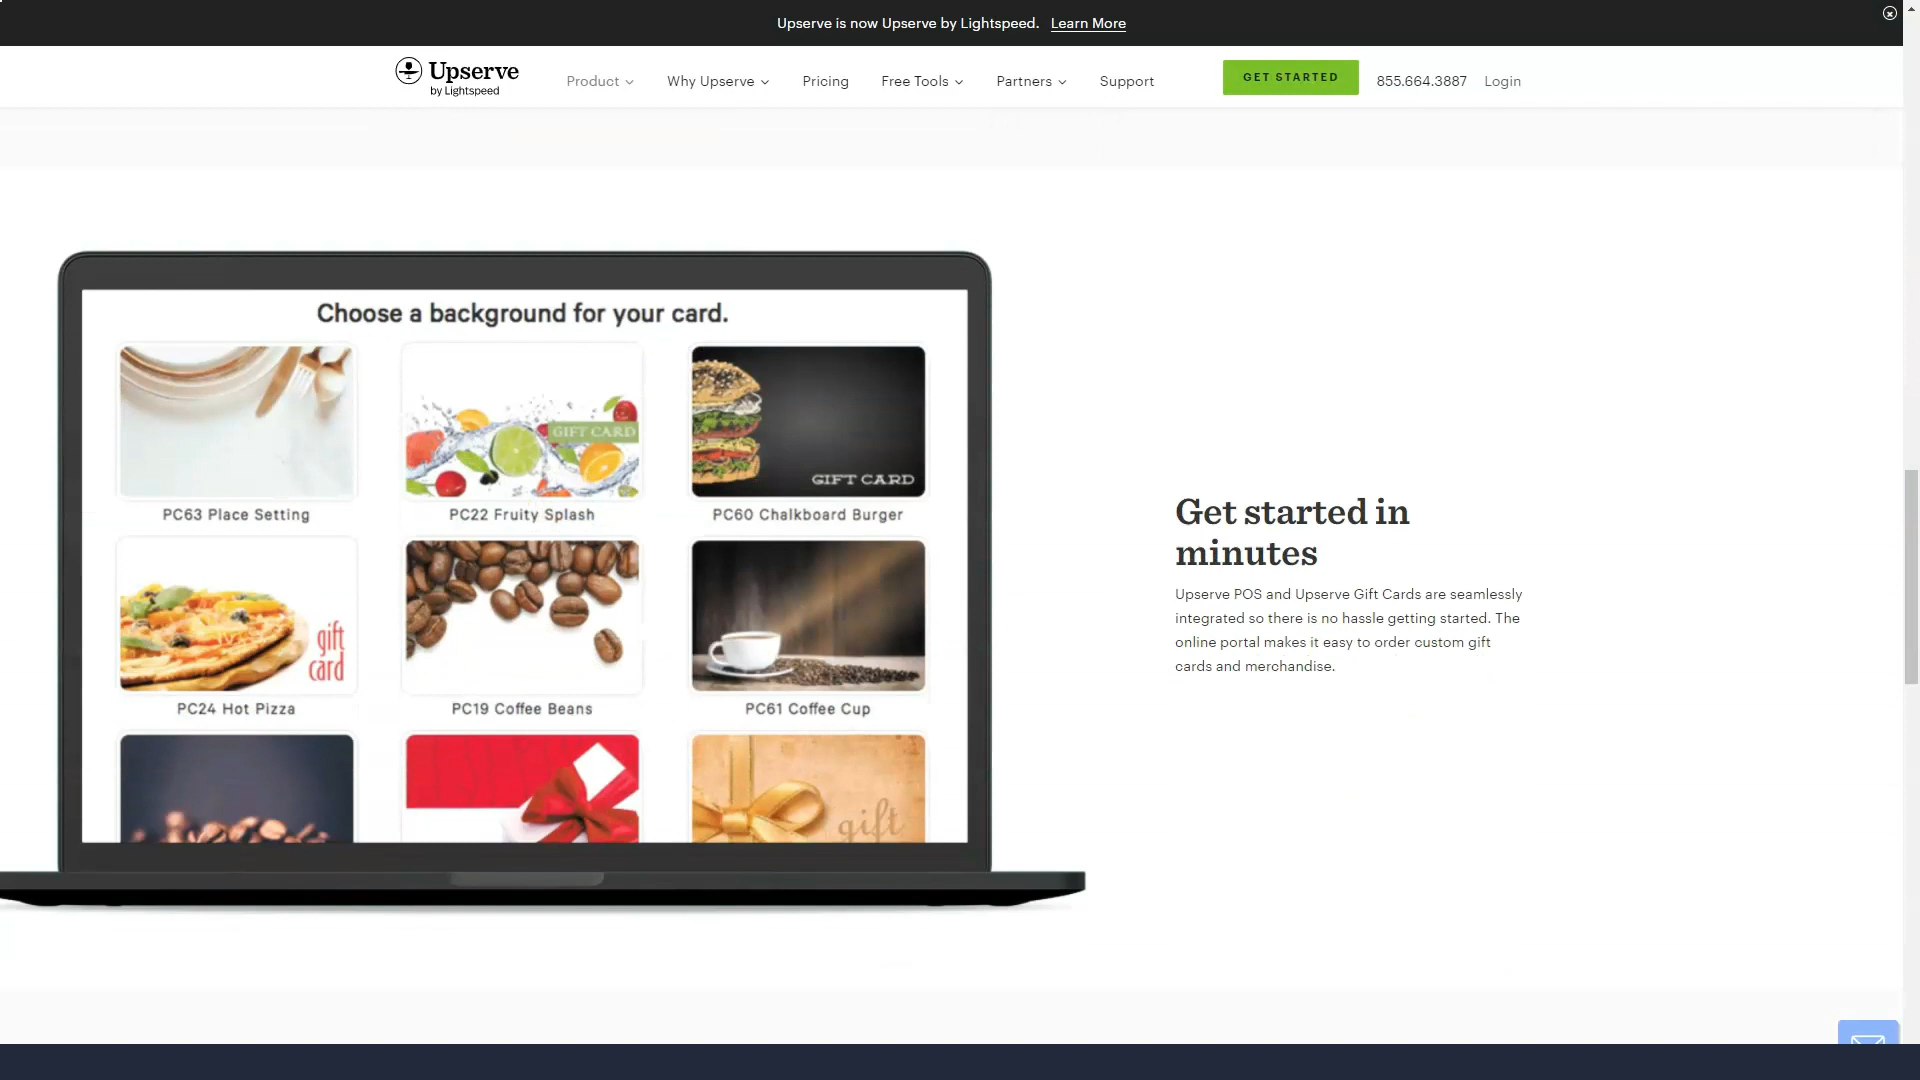 Upserve is now Upserve by Lightspeed. Learn More
Upserve
by Lightspeed
Product
Why Upserve
Pricing
Free Tools
Partners
Support
GET STARTED
855.664.3887
Login
Choose a background for your card.
GIFT CARD
GIFT CARD
PC63 Place Setting
PC22 Fruity Splash
PC60 Chalkboard Burger
gift
card
PC24 Hot Pizza
PC19 Coffee Beans
PC61 Coffee Cup
gift
Get started in
minutes
Upserve POS and Upserve Gift Cards are seamlessly
integrated so there is no hassle getting started. The
online portal makes it easy to order custom gift
cards and merchandise.